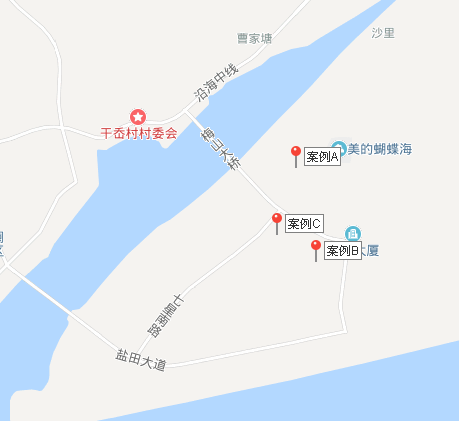 沙里
曹家塘
沿海中线
干岙村村委会
梅山大桥
美的蝴蝶海
案例A
案例C
大厦
案例B
七星南路
盐田大道